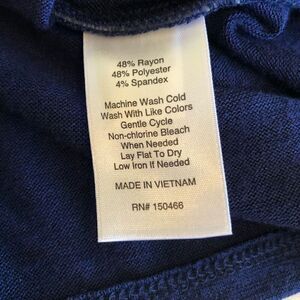 48% Rayon
48% Polyester
4% Spandex
Machine Wash Cold
Wash With Like Colors
Gentle Cycle
Non-chlorine Bleach
When Needed
Lay Flat To Dry
Low Iron If Needed
MADE IN VIETNAM
RN# 150466